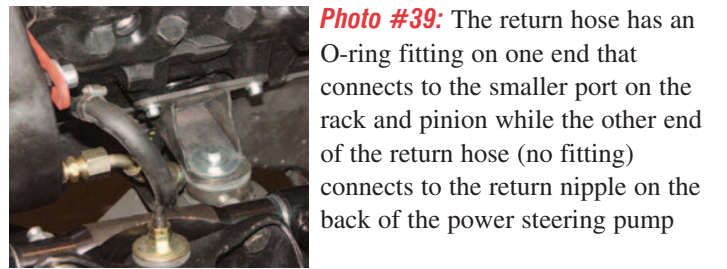 Photo #39: The return hose has an
O-ring fitting on one end that
connects to the smaller port on the
rack and pinion while the other end
of the return hose (no fitting)
connects to the return nipple on the
back of the power steering pump